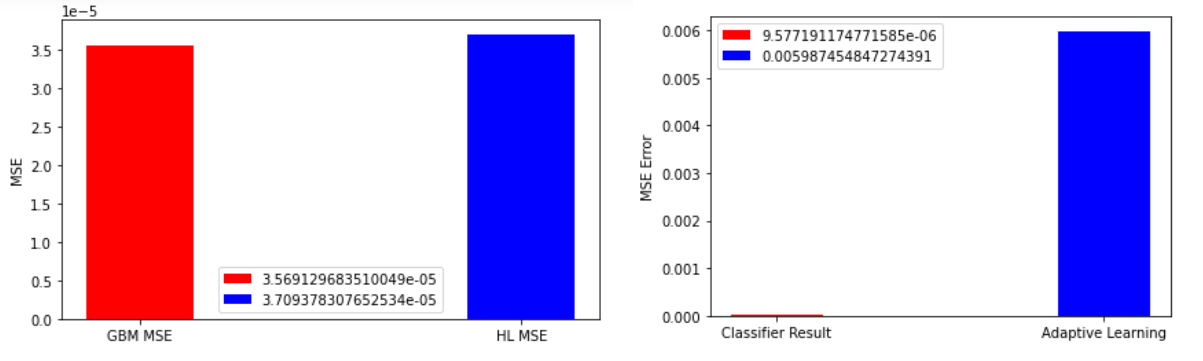 1e−5
3.5
3.0
2.5
2.0
1.5
1.0
0.5
0.0
MSE
3.569129683510049e-05
3.709378307652534e-05
GBM MSE
HL MSE
0.006
0.005
0.004
0.003
0.002
0.001
0.000
MSE Error
9.577191174771585e-06
0.005987454847274391
Classifier Result
Adaptive Learning